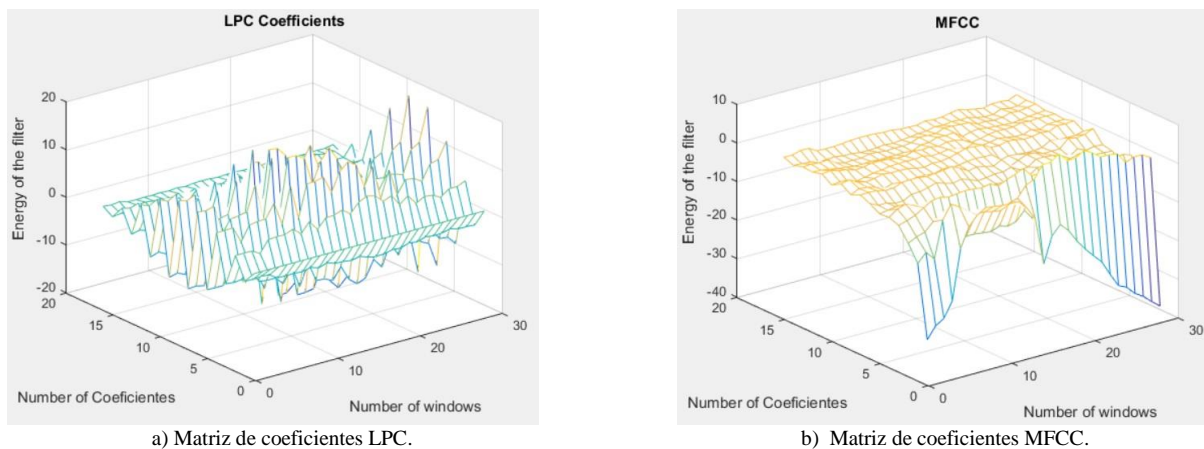 LPC Coefficients
Energy of the filter
20
10
0
-10
-20
20
15
10
5
0
0
10
20
30
Number of Coeficientes
Number of windows
a) Matriz de coeficientes LPC.
MFCC
Energy of the filter
10
0
-10
-20
-30
-40
20
15
10
5
0
0
10
20
30
Number of Coeficientes
Number of windows
b) Matriz de coeficientes MFCC.